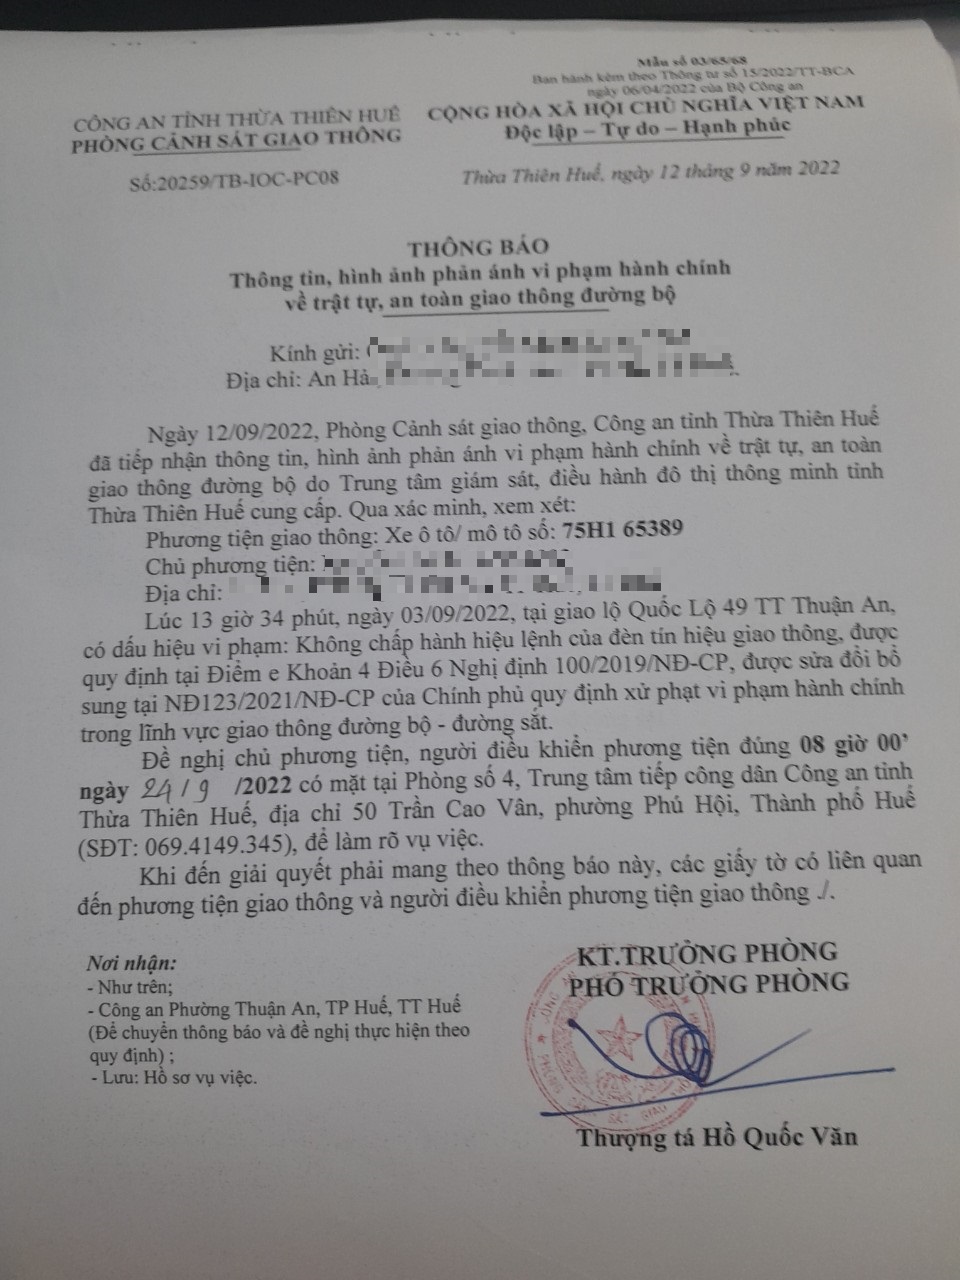 Mẫu số 03/65/68
Ban hành kèm theo Thông tư số 15/2022/TT-BCA
ngày 06/04/2022 của Bộ Công an
CÔNG AN TỈNH THỪA THIÊN HUẾ
PHÒNG CẢNH SÁT GIAO THÔNG
CỘNG HÒA XÃ HỘI CHỦ NGHĨA VIỆT NAM
Độc lập – Tự do – Hạnh phúc
Số:20259/TB-IOC-PC08
Thừa Thiên Huế, ngày 12 tháng 9 năm 2022
THÔNG BÁO
Thông tin, hình ảnh phản ánh vi phạm hành chính
về trật tự, an toàn giao thông đường bộ
Kính gửi:
Địa chỉ: An Hả
Ngày 12/09/2022, Phòng Cảnh sát giao thông, Công an tỉnh Thừa Thiên Huế
đã tiếp nhận thông tin, hình ảnh phản ánh vi phạm hành chính về trật tự, an toàn
giao thông đường bộ do Trung tâm giám sát, điều hành đô thị thông minh tỉnh
Thừa Thiên Huế cung cấp. Qua xác minh, xem xét:
Phương tiện giao thông: Xe ô tô/ mô tô số: 75H1 65389
Chủ phương tiện:
Địa chỉ:
Lúc 13 giờ 34 phút, ngày 03/09/2022, tại giao lộ Quốc Lộ 49 TT Thuận An,
có dấu hiệu vi phạm: Không chấp hành hiệu lệnh của đèn tín hiệu giao thông, được
quy định tại Điểm e Khoản 4 Điều 6 Nghị định 100/2019/NĐ-CP, được sửa đổi bổ
sung tại NĐ123/2021/NĐ-CP của Chính phủ quy định xử phạt vi phạm hành chính
trong lĩnh vực giao thông đường bộ - đường sắt.
Đề nghị chủ phương tiện, người điều khiển phương tiện đúng 08 giờ 00’
ngày 24/9 /2022 có mặt tại Phòng số 4, Trung tâm tiếp công dân Công an tỉnh
Thừa Thiên Huế, địa chỉ 50 Trần Cao Vân, phường Phú Hội, Thành phố Huế
(SĐT: 069.4149.345), để làm rõ vụ việc.
Khi đến giải quyết phải mang theo thông báo này, các giấy tờ có liên quan
đến phương tiện giao thông và người điều khiển phương tiện giao thông ./.
Nơi nhận:
- Như trên;
- Công an Phường Thuận An, TP Huế, TT Huế
(Để chuyển thông báo và đề nghị thực hiện theo
quy định) ;
- Lưu: Hồ sơ vụ việc.
KT.TRƯỞNG PHÒNG
PHÓ TRƯỞNG PHÒNG
Thượng tá Hồ Quốc Văn